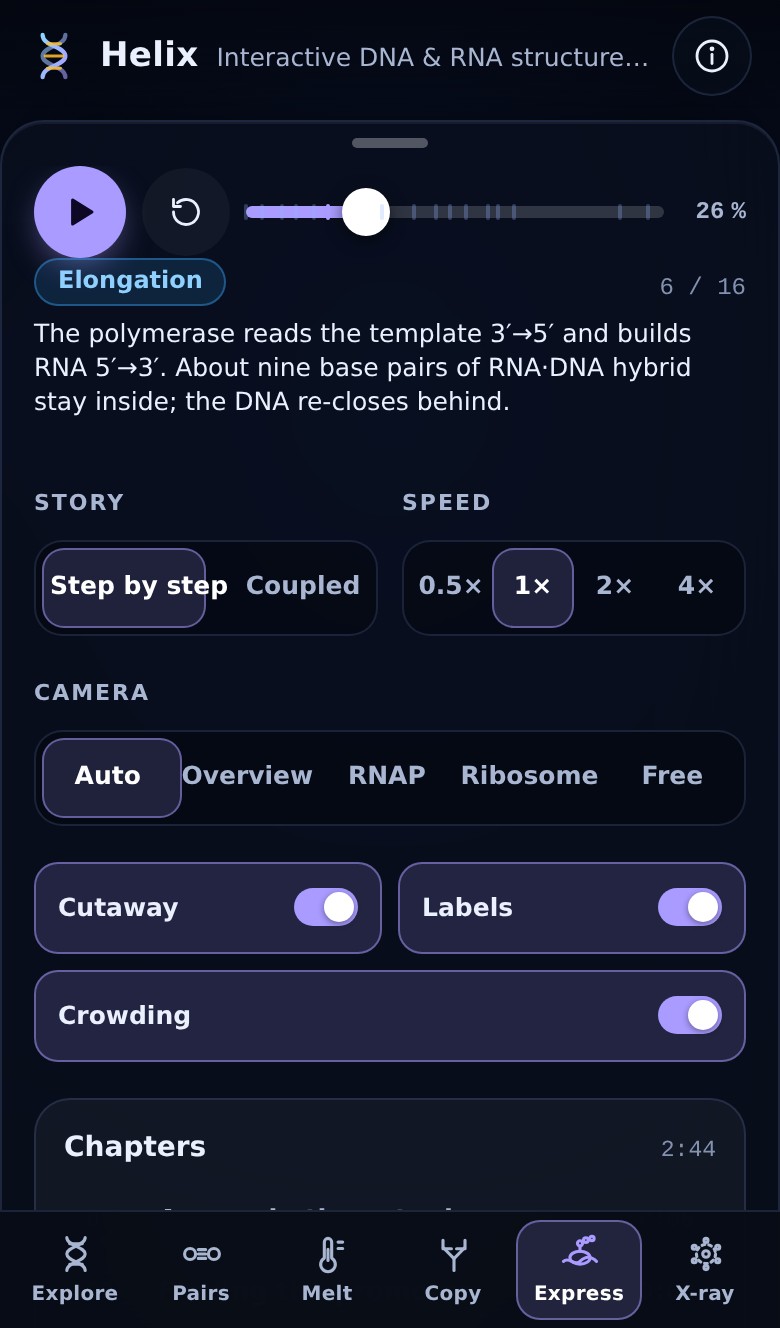 Helix Interactive DNA & RNA structure…
26 %
Elongation 6 / 16
The polymerase reads the template 3′→5′ and builds
RNA 5′→3′. About nine base pairs of RNA·DNA hybrid
stay inside; the DNA re-closes behind.
STORY SPEED
Step by step Coupled 0.5× 1× 2× 4×
CAMERA
Auto Overview RNAP Ribosome Free
Cutaway Labels
Crowding
Chapters 2:44
Explore Pairs Melt Copy Express X-ray